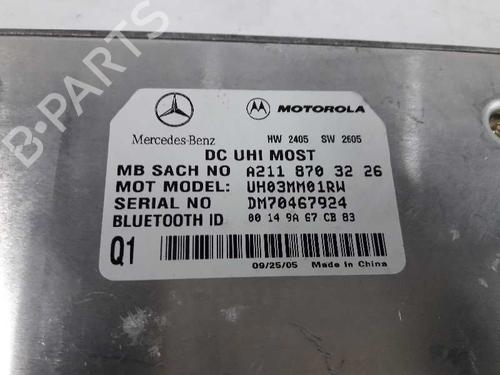 MOTOROLA
Mercedes-Benz HW 2405 SW 2605
DC UHI MOST
MB SACH NO A211 870 32 26
MOT MODEL: UH03MM01RW
SERIAL NO DM70467924
BLUETOOTH ID 00 14 9A 67 CB 83
Q1
09/25/05 Made In China